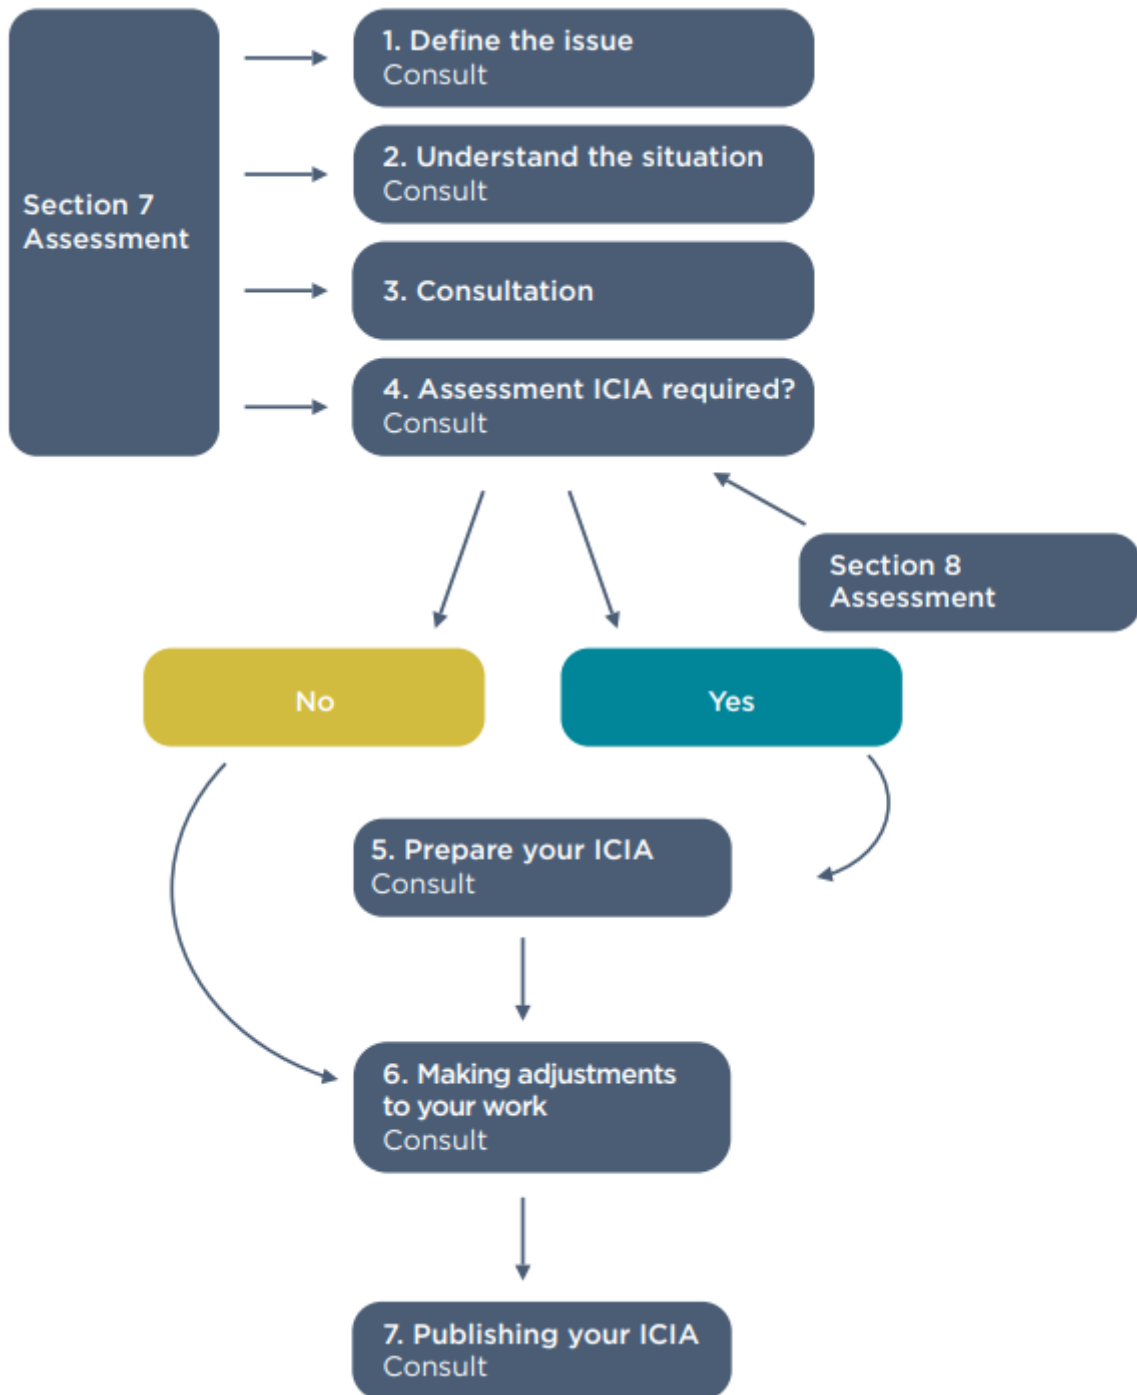 Section 7
Assessment
1. Define the issue
Consult
2. Understand the situation
Consult
3. Consultation
4. Assessment ICIA required?
Consult
Section 8
Assessment
No
Yes
5. Prepare your ICIA
Consult
6. Making adjustments
to your work
Consult
7. Publishing your ICIA
Consult